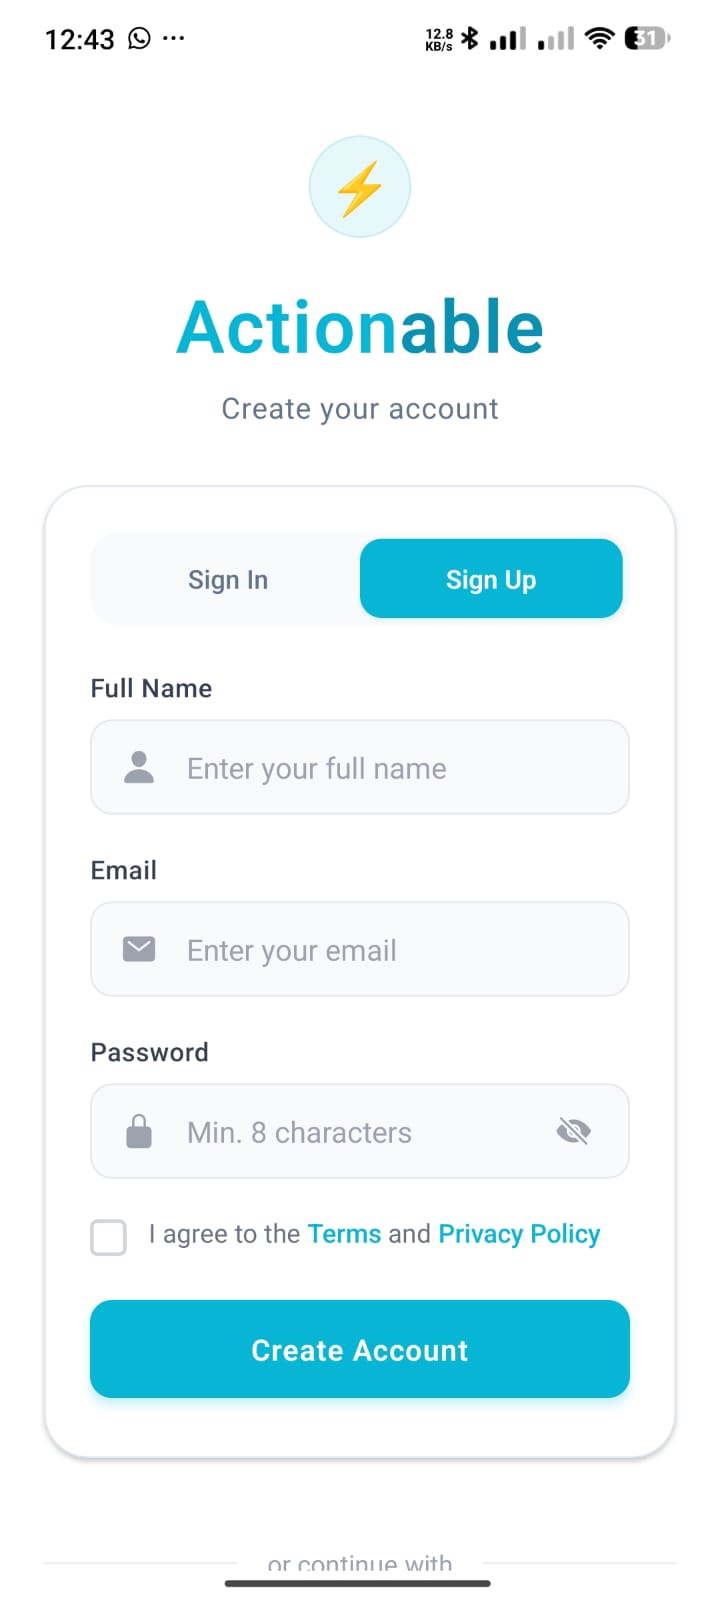 12:43 ... 12.8 KB/s 31
Actionable
Create your account
Sign In Sign Up
Full Name
Enter your full name
Email
Enter your email
Password
Min. 8 characters
I agree to the Terms and Privacy Policy
Create Account
or continue with